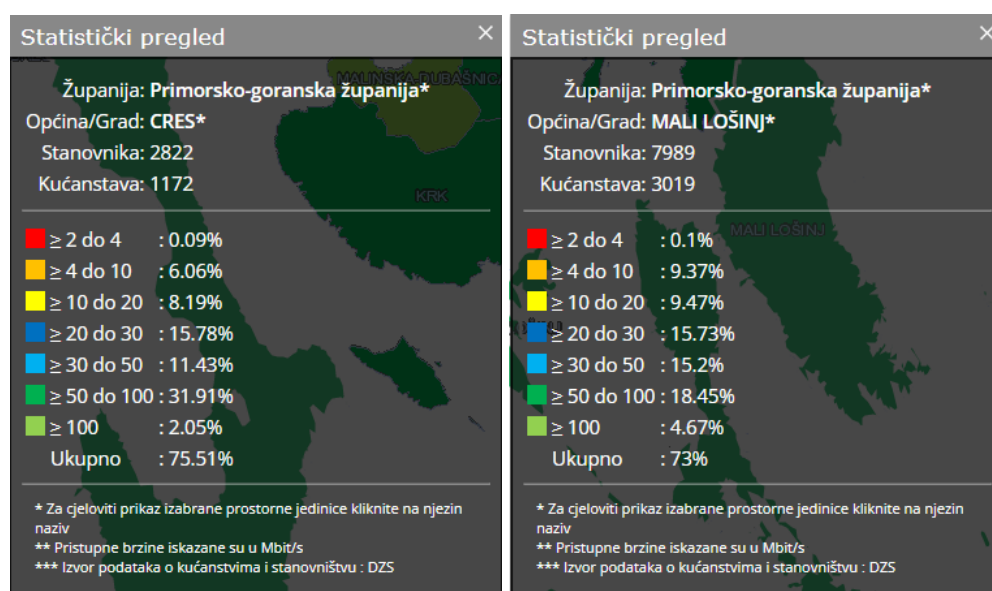 Statistički pregled ×
MALINSKA-DUBAŠNICA
Županija: Primorsko-goranska županija*
Općina/Grad: CRES*
Stanovnika: 2822
Kućanstava: 1172
KRK
≥ 2 do 4 : 0.09%
≥ 4 do 10 : 6.06%
≥ 10 do 20 : 8.19%
≥ 20 do 30 : 15.78%
≥ 30 do 50 : 11.43%
≥ 50 do 100 : 31.91%
≥ 100 : 2.05%
Ukupno : 75.51%
* Za cjeloviti prikaz izabrane prostorne jedinice kliknite na njezin
naziv
** Pristupne brzine iskazane su u Mbit/s
*** Izvor podataka o kućanstvima i stanovništvu : DZS
Statistički pregled ×
Županija: Primorsko-goranska županija*
Općina/Grad: MALI LOŠINJ*
Stanovnika: 7989
Kućanstava: 3019
MALI LOŠINJ
≥ 2 do 4 : 0.1%
≥ 4 do 10 : 9.37%
≥ 10 do 20 : 9.47%
≥ 20 do 30 : 15.73%
≥ 30 do 50 : 15.2%
≥ 50 do 100 : 18.45%
≥ 100 : 4.67%
Ukupno : 73%
* Za cjeloviti prikaz izabrane prostorne jedinice kliknite na njezin
naziv
** Pristupne brzine iskazane su u Mbit/s
*** Izvor podataka o kućanstvima i stanovništvu : DZS